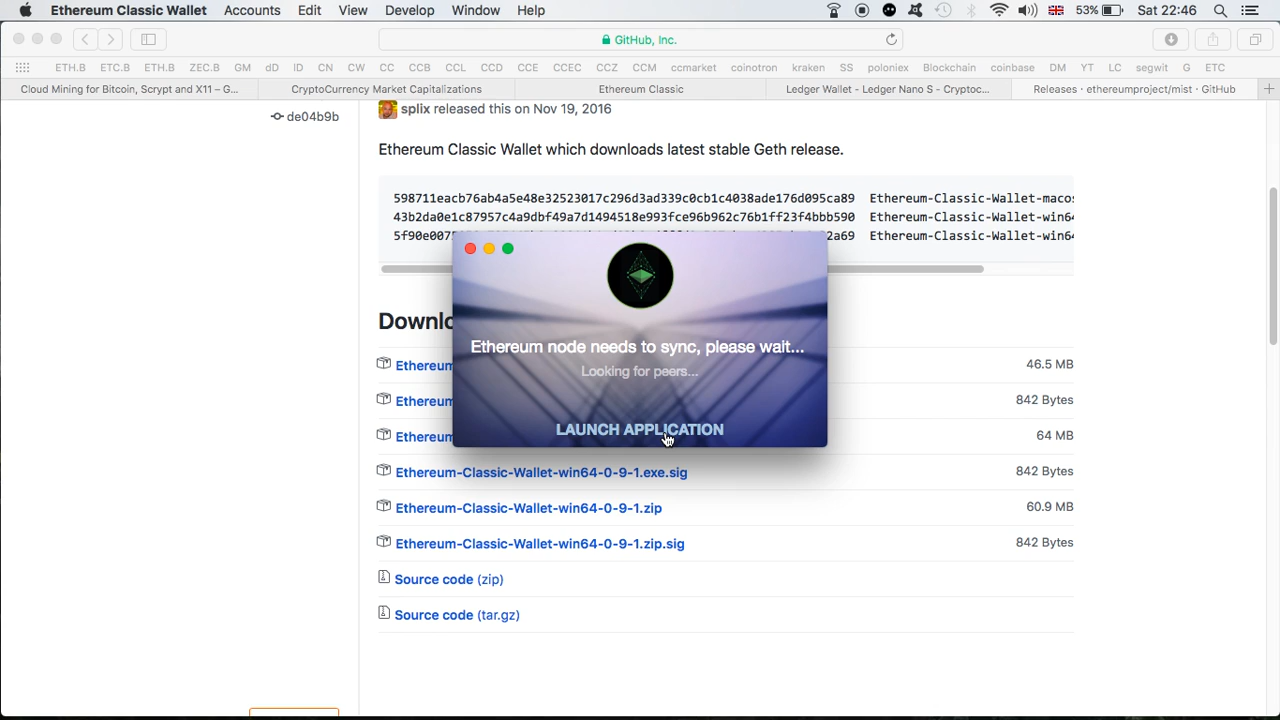 Ethereum Classic Wallet Accounts Edit View Develop Window Help 53% Sat 22:46
GitHub, Inc.
ETH.B ETC.B ETH.B ZEC.B GM dD ID CN CW CC CCB CCL CCD CCE CCEC CCZ CCM ccmarket coinotron kraken SS poloniex Blockchain coinbase DM YT LC segwit G ETC
Cloud Mining for Bitcoin, Scrypt and X11 – G... CryptoCurrency Market Capitalizations Ethereum Classic Ledger Wallet - Ledger Nano S - Cryptoc... Releases · ethereumproject/mist · GitHub
de04b9b
splix released this on Nov 19, 2016
Ethereum Classic Wallet which downloads latest stable Geth release.
598711eacb76ab4a5e48e32523017c296d3ad339c0cb1c4038ade176d095ca89 Ethereum-Classic-Wallet-macos
43b2da0e1c87957c4a9dbf49a7d1494518e993fce96b962c76b1ff23f4bbb590 Ethereum-Classic-Wallet-win64
5f90e007 2a69 Ethereum-Classic-Wallet-win64
Downlo
Ethereum node needs to sync, please wait...
Looking for peers...
LAUNCH APPLICATION
Ethereum 46.5 MB
Ethereum 842 Bytes
Ethereum 64 MB
Ethereum-Classic-Wallet-win64-0-9-1.exe.sig 842 Bytes
Ethereum-Classic-Wallet-win64-0-9-1.zip 60.9 MB
Ethereum-Classic-Wallet-win64-0-9-1.zip.sig 842 Bytes
Source code (zip)
Source code (tar.gz)